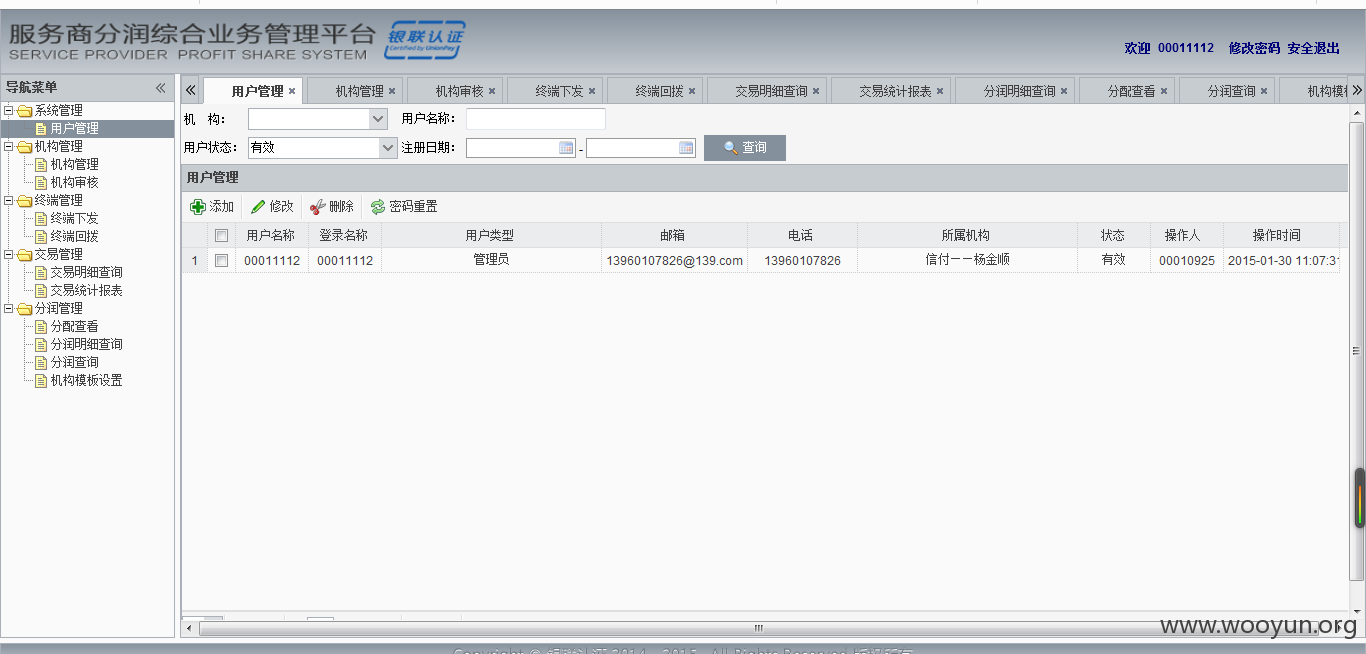 服务商分润综合业务管理平台
SERVICE PROVIDER PROFIT SHARE SYSTEM
银联认证
Certified by UnionPay
欢迎 00011112 修改密码 安全退出
导航菜单
系统管理
用户管理
机构管理
机构管理
机构审核
终端管理
终端下发
终端回拨
交易管理
交易明细查询
交易统计报表
分润管理
分配查看
分润明细查询
分润查询
机构模板设置
用户管理 机构管理 机构审核 终端下发 终端回拨 交易明细查询 交易统计报表 分润明细查询 分配查看 分润查询 机构模
机 构: 用户名称:
用户状态: 有效 注册日期: - 查询
用户管理
添加 修改 删除 密码重置
用户名称 登录名称 用户类型 邮箱 电话 所属机构 状态 操作人 操作时间
1 00011112 00011112 管理员 13960107826@139.com 13960107826 信付——杨金顺 有效 00010925 2015-01-30 11:07:3
www.wooyun.org